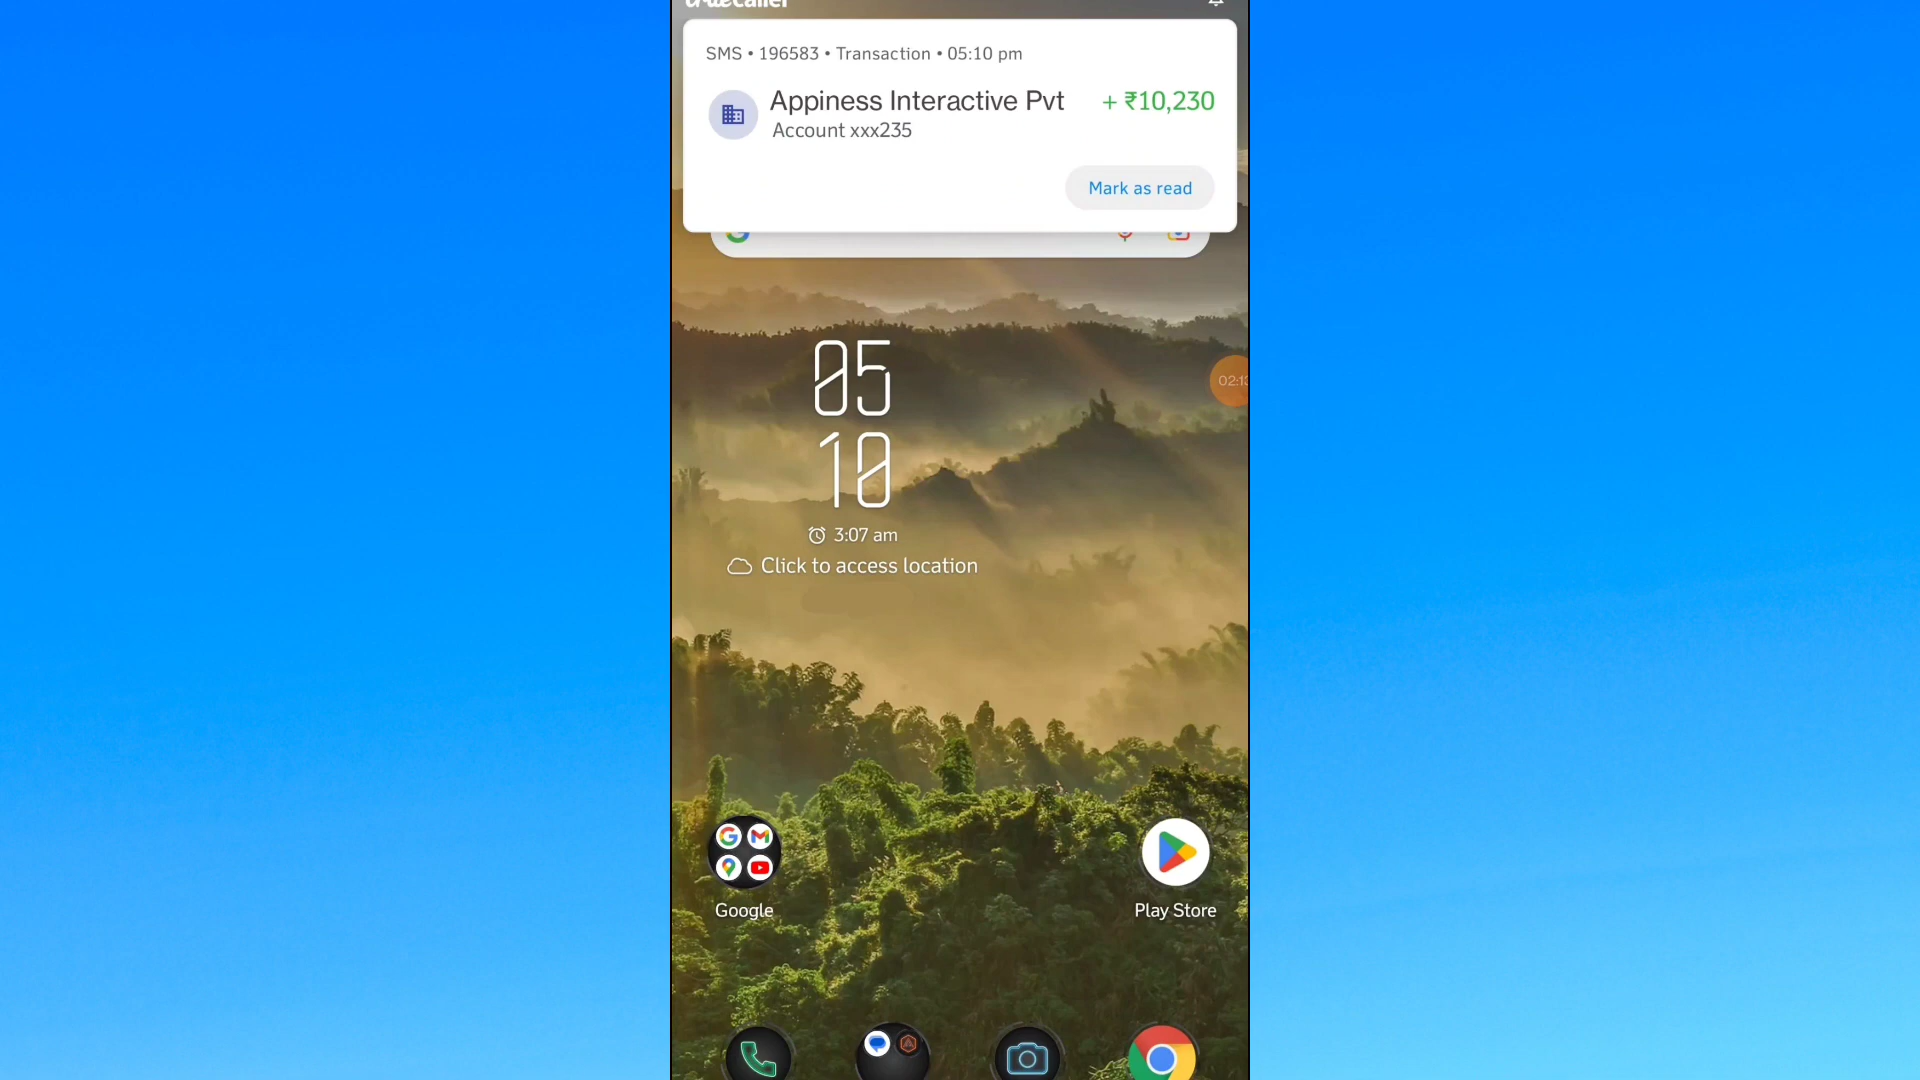 truecaller
SMS • 196583 • Transaction • 05:10 pm
Appiness Interactive Pvt + ₹10,230
Account xxx235
Mark as read
05
10
3:07 am
Click to access location
Google
Play Store